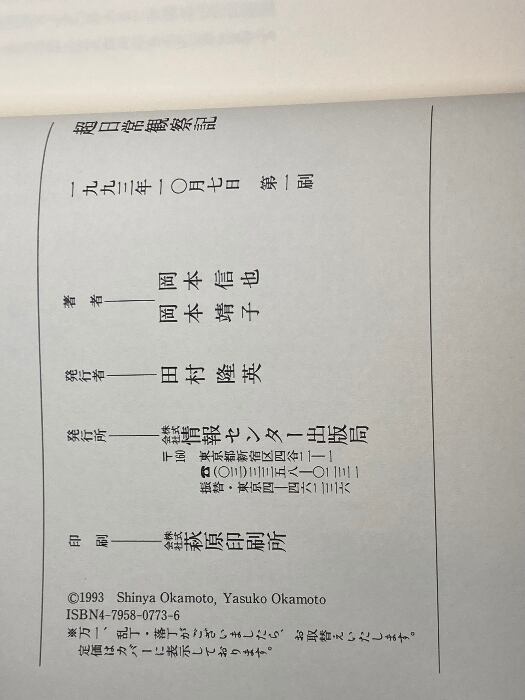 超日常観察記
一九九三年一〇月七日 第一刷
著者 岡本信也
岡本靖子
発行者 田村隆英
発行所 株式会社情報センター出版局
〒160 東京都新宿区四谷二―一
☎(〇三)三三五八―〇二三一
振替・東京四―四六二三六
印刷 株式会社萩原印刷所
©1993 Shinya Okamoto, Yasuko Okamoto
ISBN4-7958-0773-6
※万一、乱丁・落丁がございましたら、お取替えいたします。
定価はカバーに表示しております。